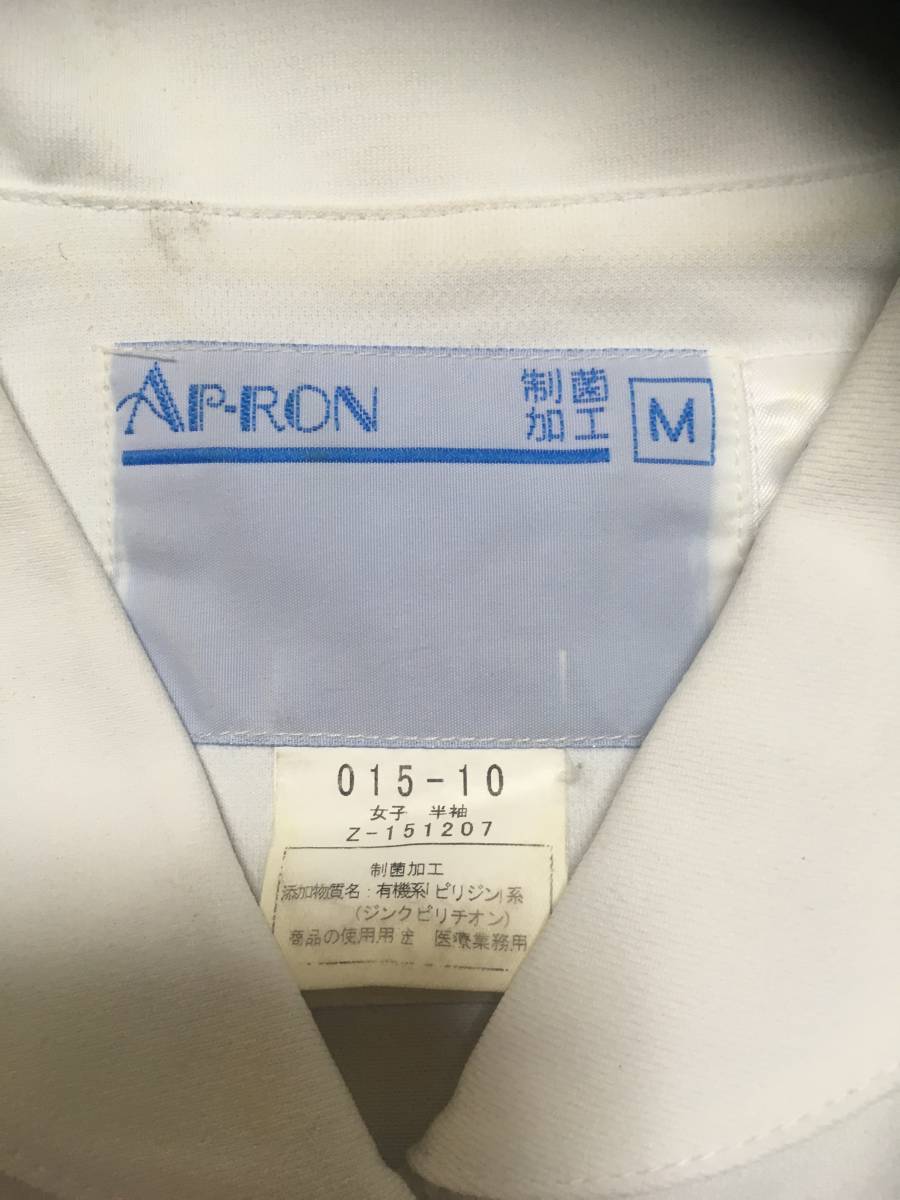 AP-RON 制菌加工 M
015-10
女子 半袖
Z-151207
制菌加工
添加物質名:有機系ピリジン系
(ジンクピリチオン)
商品の使用用金 医療業務用